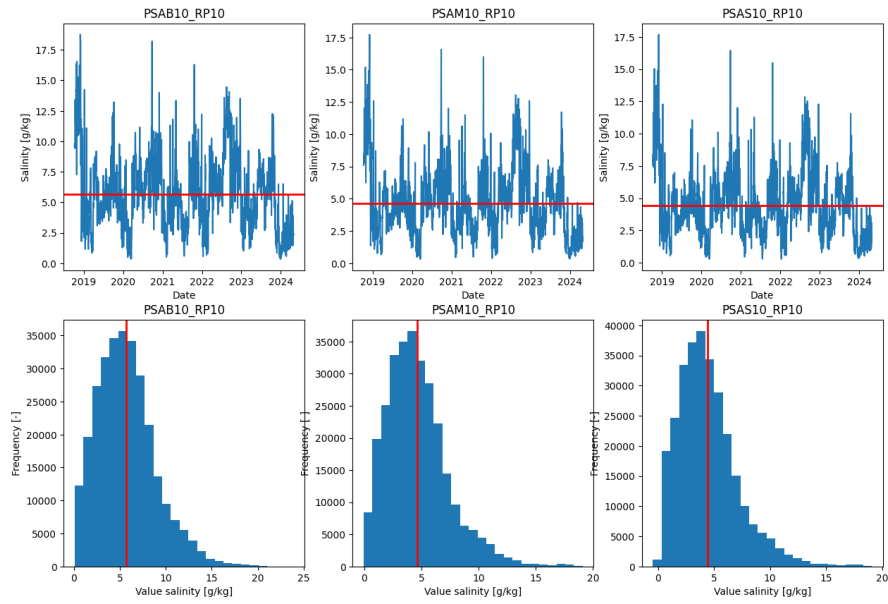 PSAB10_RP10 PSAM10_RP10 PSAS10_RP10
17.5 17.5 17.5
15.0 15.0 15.0
12.5 12.5 12.5
10.0 10.0 10.0
7.5 7.5 7.5
5.0 5.0 5.0
2.5 2.5 2.5
0.0 0.0 0.0
Salinity [g/kg] Salinity [g/kg] Salinity [g/kg]
2019 2020 2021 2022 2023 2024 2019 2020 2021 2022 2023 2024 2019 2020 2021 2022 2023 2024
Date Date Date
PSAB10_RP10 PSAM10_RP10 PSAS10_RP10
40000
35000 35000 35000
30000 30000 30000
25000 25000 25000
20000 20000 20000
15000 15000 15000
10000 10000 10000
5000 5000 5000
0 0 0
Frequency [-] Frequency [-] Frequency [-]
0 5 10 15 20 25 0 5 10 15 20 0 5 10 15 20
Value salinity [g/kg] Value salinity [g/kg] Value salinity [g/kg]